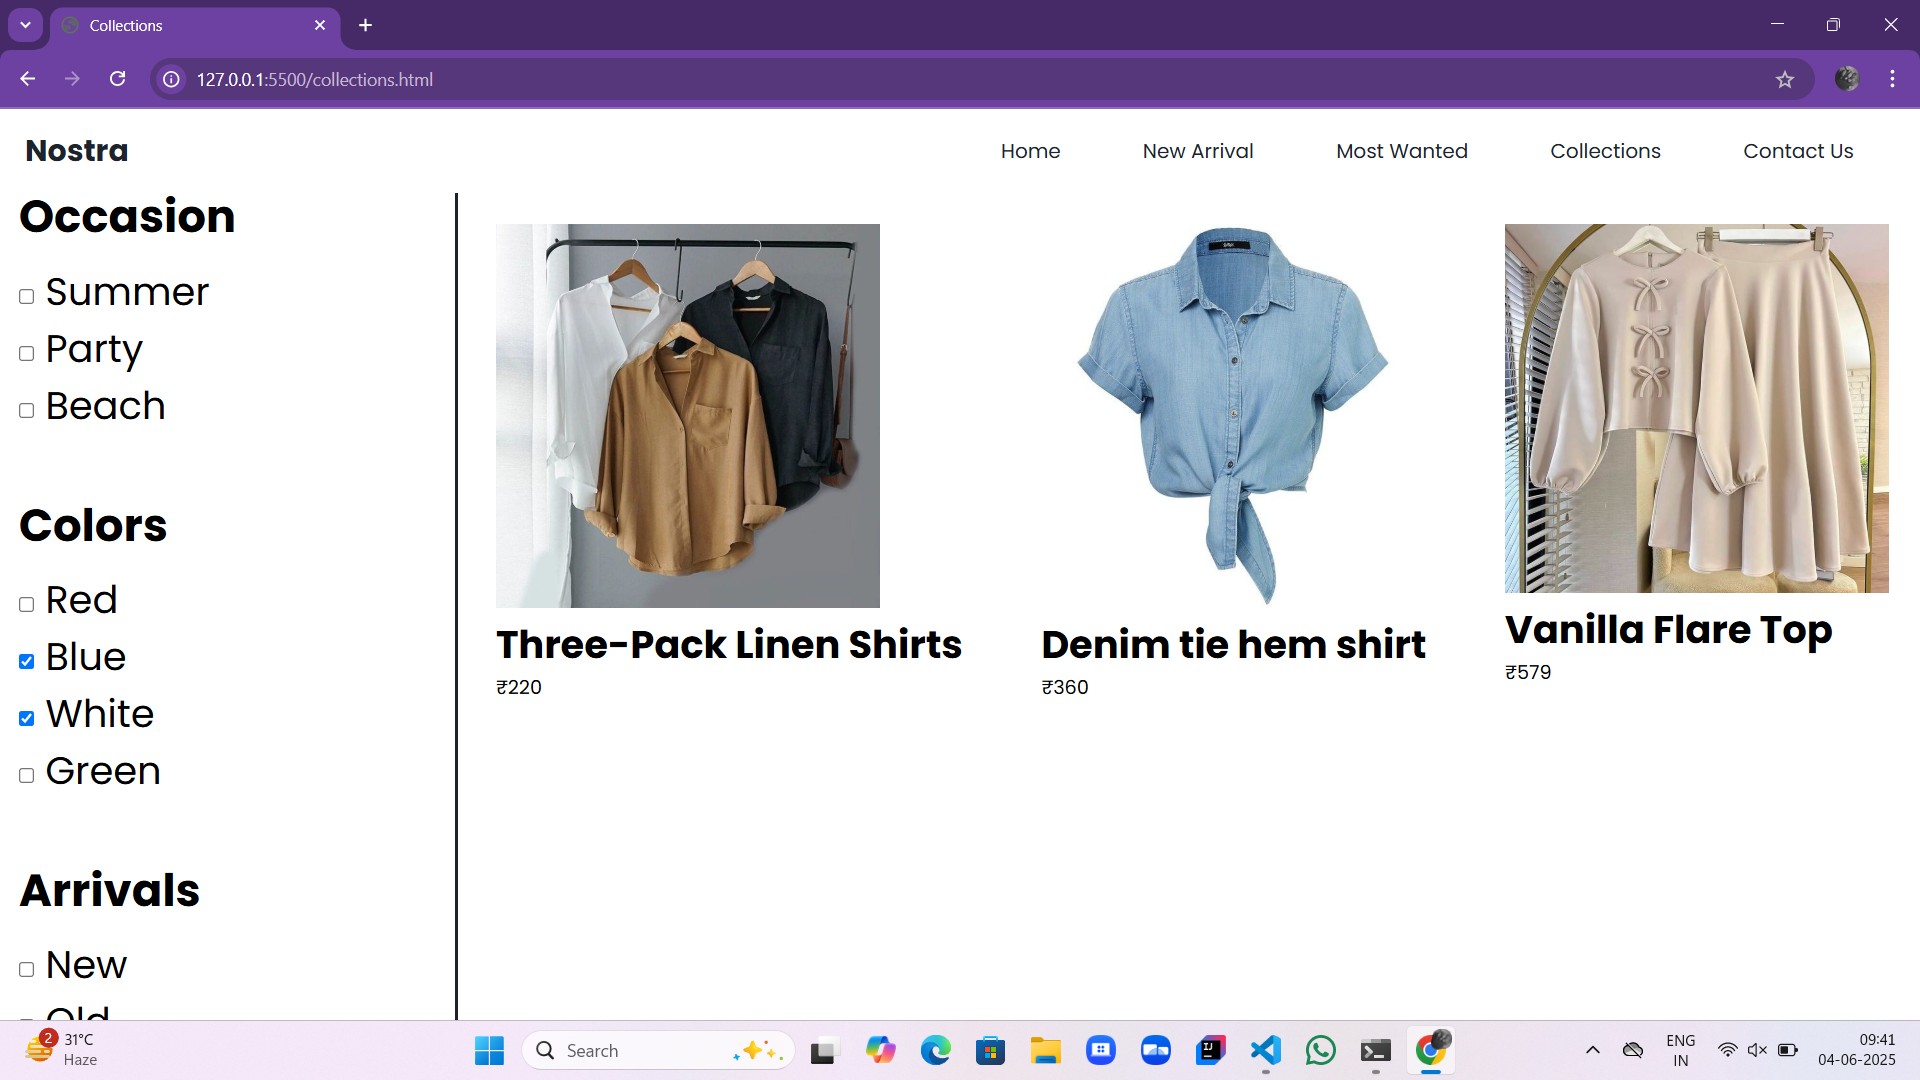 Collections
127.0.0.1:5500/collections.html
Nostra
Home
New Arrival
Most Wanted
Collections
Contact Us
Occasion
Summer
Party
Beach
Colors
Red
Blue
White
Green
Arrivals
New
Old
Three-Pack Linen Shirts
₹220
Denim tie hem shirt
₹360
Vanilla Flare Top
₹579
2
31°C
Haze
Search
ENG
IN
09:41
04-06-2025